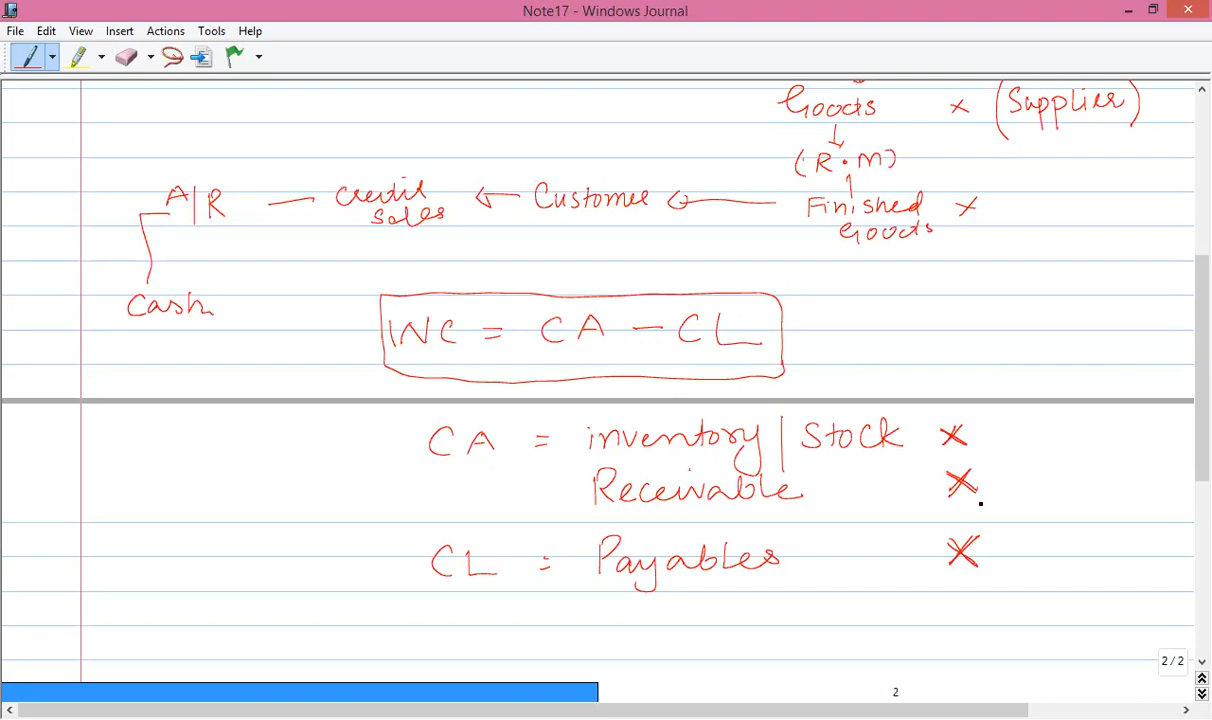 Note17 - Windows Journal
File Edit View Insert Actions Tools Help
Goods × (Supplier)
(R.M)
A|R — Credit sales ← Customer ← Finished Goods ×
Cash
INC = CA - CL
CA = inventory | Stock ×
Receivable ×
CL = Payables ×
2 / 2
2